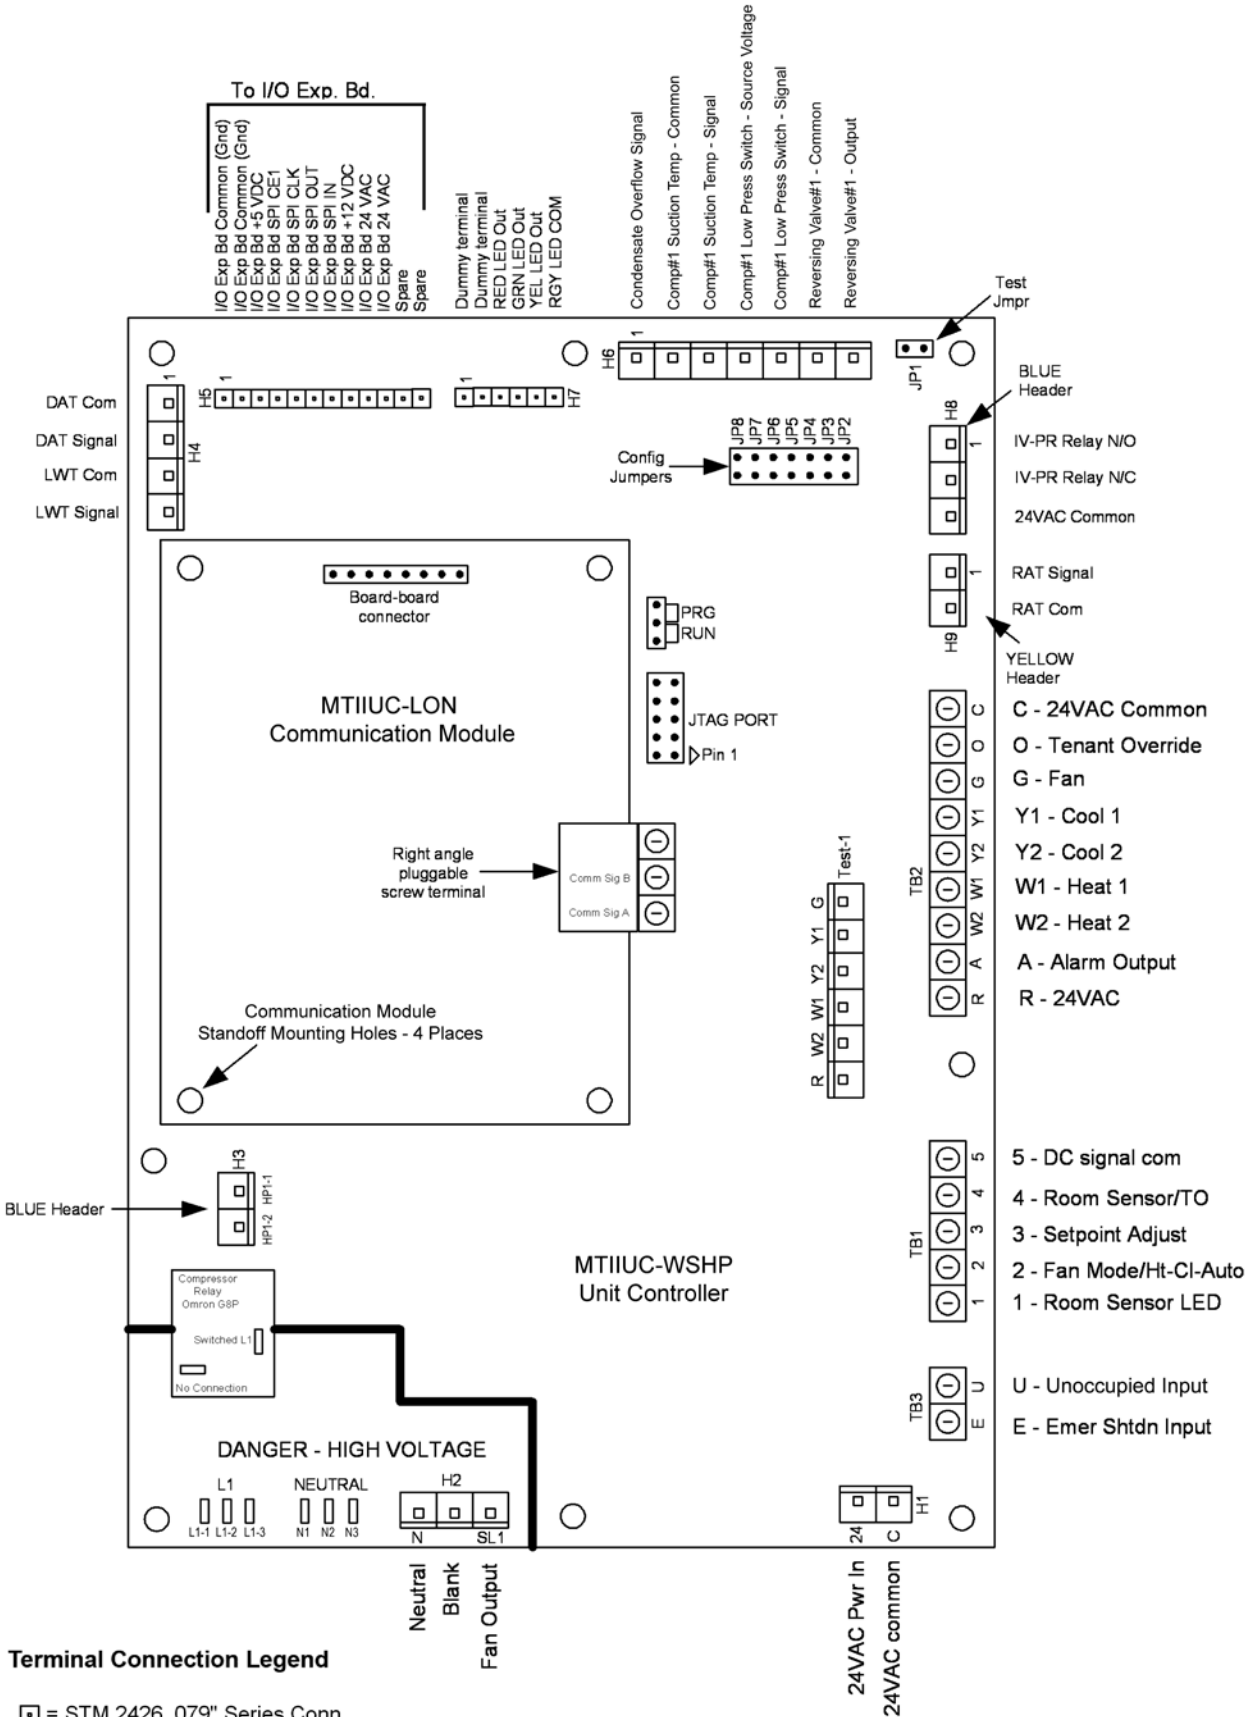 To I/O Exp. Bd.
I/O Exp Bd Common (Gnd)
I/O Exp Bd Common (Gnd)
I/O Exp Bd +5 VDC
I/O Exp Bd SPI CE1
I/O Exp Bd SPI CLK
I/O Exp Bd SPI OUT
I/O Exp Bd SPI IN
I/O Exp Bd +12 VDC
I/O Exp Bd 24 VAC
I/O Exp Bd 24 VAC
Spare
Spare
Dummy terminal
Dummy terminal
RED LED Out
GRN LED Out
YEL LED Out
RGY LED COM
Condensate Overflow Signal
Comp#1 Suction Temp - Common
Comp#1 Suction Temp - Signal
Comp#1 Low Press Switch - Source Voltage
Comp#1 Low Press Switch - Signal
Reversing Valve#1 - Common
Reversing Valve#1 - Output
Test
Jmpr
JP1
H6
1
H5
1
1
H7
1
H4
DAT Com
DAT Signal
LWT Com
LWT Signal
Config
Jumpers
JP8
JP7
JP6
JP5
JP4
JP3
JP2
BLUE
Header
H8
1
IV-PR Relay N/O
IV-PR Relay N/C
24VAC Common
1
RAT Signal
RAT Com
H9
YELLOW
Header
Board-board
connector
PRG
RUN
MTIIUC-LON
Communication Module
JTAG PORT
Pin 1
Right angle
pluggable
screw terminal
Comm Sig B
Comm Sig A
Communication Module
Standoff Mounting Holes - 4 Places
Test-1
G
Y1
Y2
W1
W2
R
TB2
C
O
G
Y1
Y2
W1
W2
A
R
C - 24VAC Common
O - Tenant Override
G - Fan
Y1 - Cool 1
Y2 - Cool 2
W1 - Heat 1
W2 - Heat 2
A - Alarm Output
R - 24VAC
H3
HP1-1
HP1-2
BLUE Header
TB1
5
4
3
2
1
5 - DC signal com
4 - Room Sensor/TO
3 - Setpoint Adjust
2 - Fan Mode/Ht-Cl-Auto
1 - Room Sensor LED
MTIIUC-WSHP
Unit Controller
Compressor
Relay
Omron G8P
Switched L1
No Connection
TB3
U
E
U - Unoccupied Input
E - Emer Shtdn Input
DANGER - HIGH VOLTAGE
L1
L1-1
L1-2
L1-3
NEUTRAL
N1
N2
N3
H2
N
SL1
Neutral
Blank
Fan Output
H1
24
C
24VAC Pwr In
24VAC common
Terminal Connection Legend
= STM 2426 .079" Series Conn